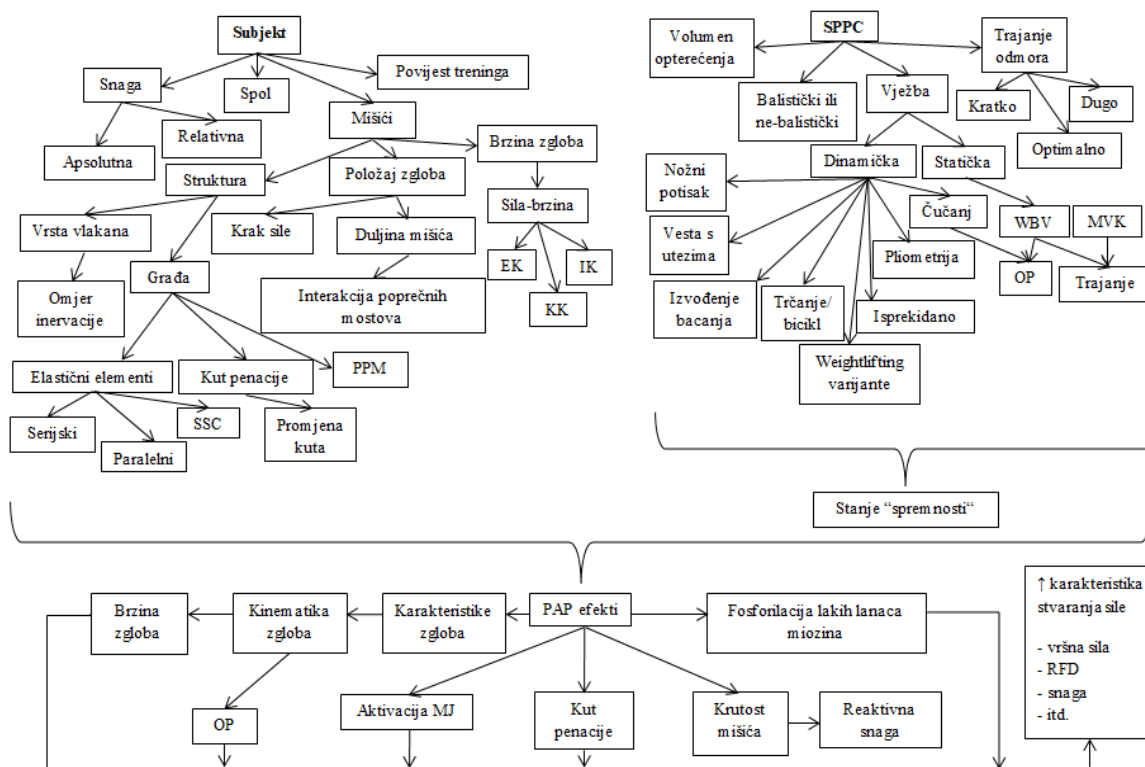 Subjekt
Snaga
Spol
Povijest treninga
Mišići
Apsolutna
Relativna
Struktura
Položaj zgloba
Brzina zgloba
Vrsta vlakana
Građa
Krak sile
Duljina mišića
Sila-brzina
EK
IK
KK
Omjer
inervacije
Interakcija poprečnih
mostova
Elastični elementi
Kut penacije
PPM
Serijski
Paralelni
SSC
Promjena
kuta
SPPC
Volumen
opterećenja
Trajanje
odmora
Balistički ili
ne-balistički
Vježba
Kratko
Dugo
Optimalno
Dinamička
Statička
Nožni
potisak
Čučanj
WBV
MVK
Vesta s
utezima
Pliometrija
OP
Trajanje
Izvođenje
bacanja
Trčanje/
bicikl
Isprekidano
Weightlifting
varijante
Stanje “spremnosti“
Brzina
zgloba
Kinematika
zgloba
Karakteristike
zgloba
PAP efekti
Fosforilacija lakih lanaca
miozina
OP
Aktivacija MJ
Kut
penacije
Krutost
mišića
Reaktivna
snaga
↑ karakteristika
stvaranja sile
- vršna sila
- RFD
- snaga
- itd.